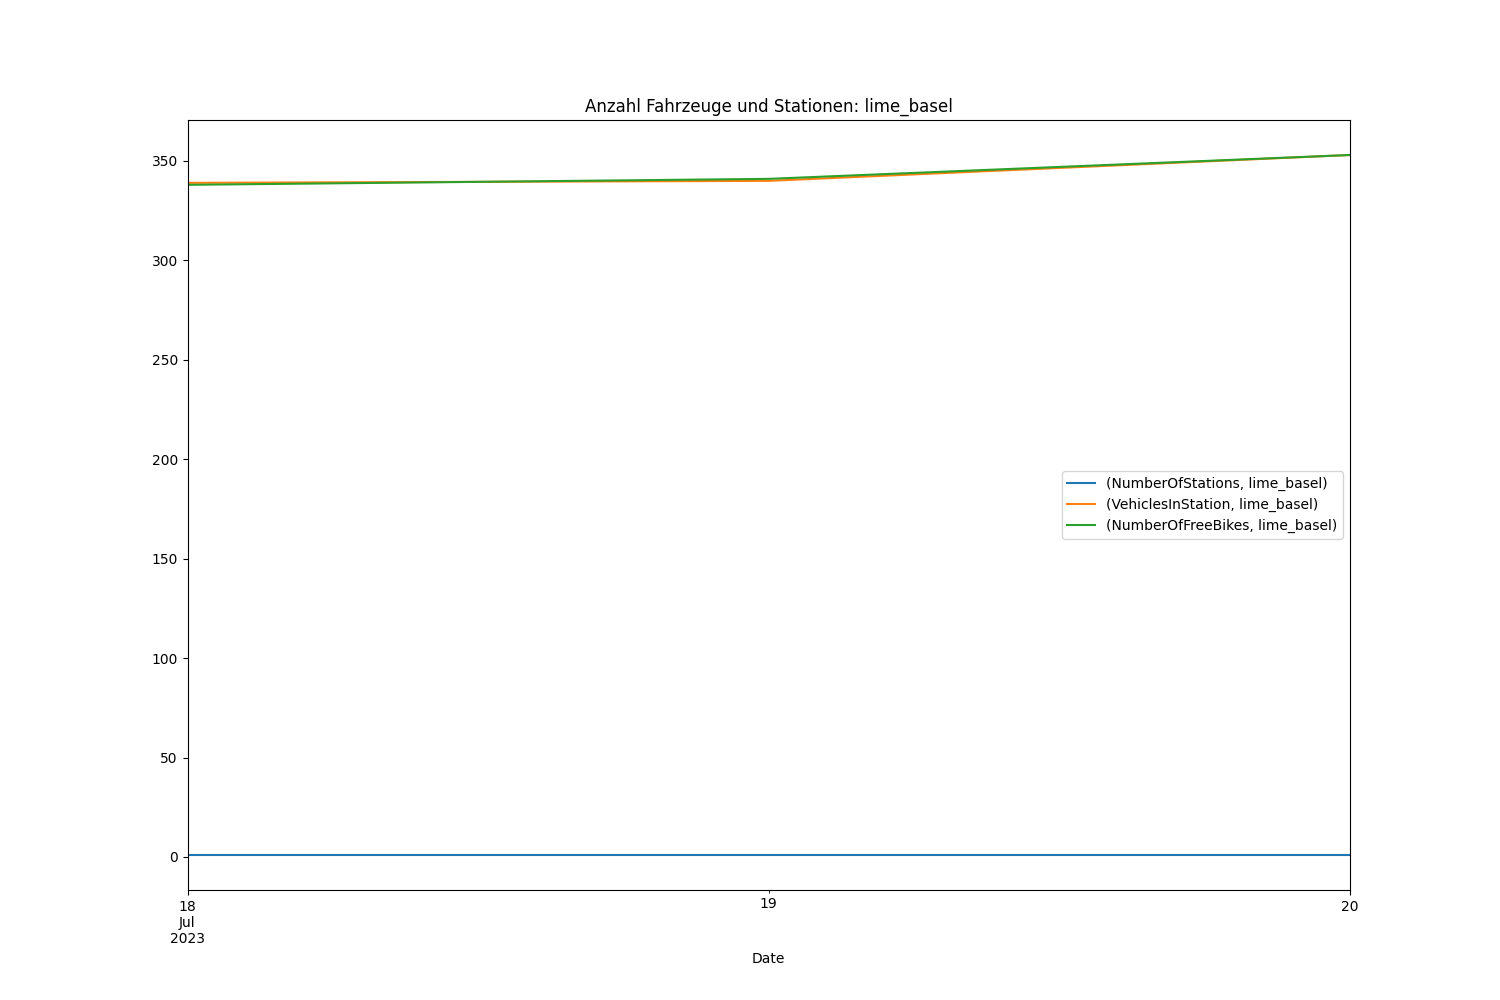 Anzahl Fahrzeuge und Stationen: lime_basel
350
300
250
200
150
100
50
0
(NumberOfStations, lime_basel)
(VehiclesInStation, lime_basel)
(NumberOfFreeBikes, lime_basel)
18
Jul
2023
19
20
Date